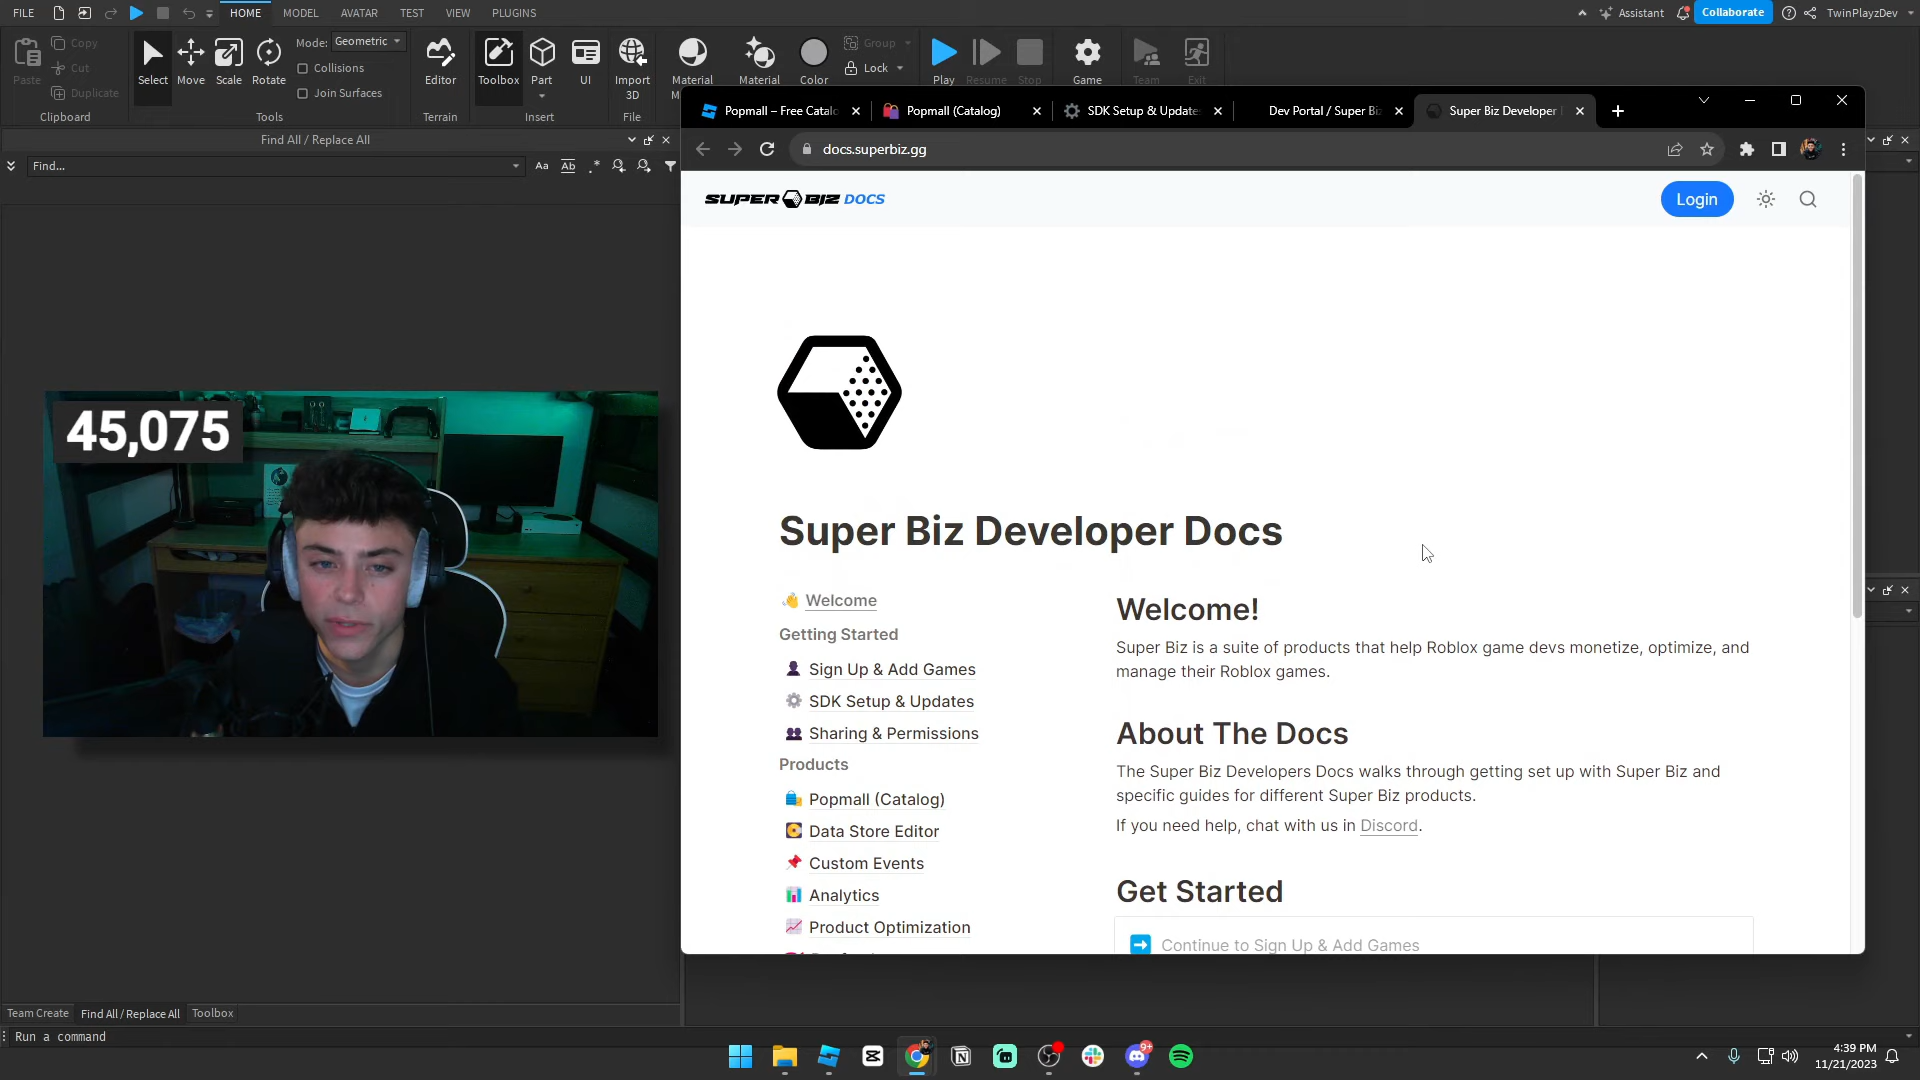 FILE HOME MODEL AVATAR TEST VIEW PLUGINS Assistant Collaborate TwinPlayzDev
Paste Copy Cut Duplicate Clipboard
Select Move Scale Rotate Mode: Geometric Collisions Join Surfaces Tools
Editor Terrain
Toolbox Part UI Insert
Import 3D File
Material Material Color Group Lock
Play Resume Stop Game Team Exit
Popmall – Free Catalo Popmall (Catalog) SDK Setup & Update Dev Portal / Super Biz Super Biz Developer
Find All / Replace All
Find...
docs.superbiz.gg
SUPER BIZ DOCS
Login
45,075
Super Biz Developer Docs
👋 Welcome
Getting Started
Sign Up & Add Games
SDK Setup & Updates
Sharing & Permissions
Products
Popmall (Catalog)
Data Store Editor
Custom Events
Analytics
Product Optimization
Welcome!
Super Biz is a suite of products that help Roblox game devs monetize, optimize, and
manage their Roblox games.
About The Docs
The Super Biz Developers Docs walks through getting set up with Super Biz and
specific guides for different Super Biz products.
If you need help, chat with us in Discord.
Get Started
Continue to Sign Up & Add Games
Team Create Find All / Replace All Toolbox
Run a command
9+
4:39 PM
11/21/2023